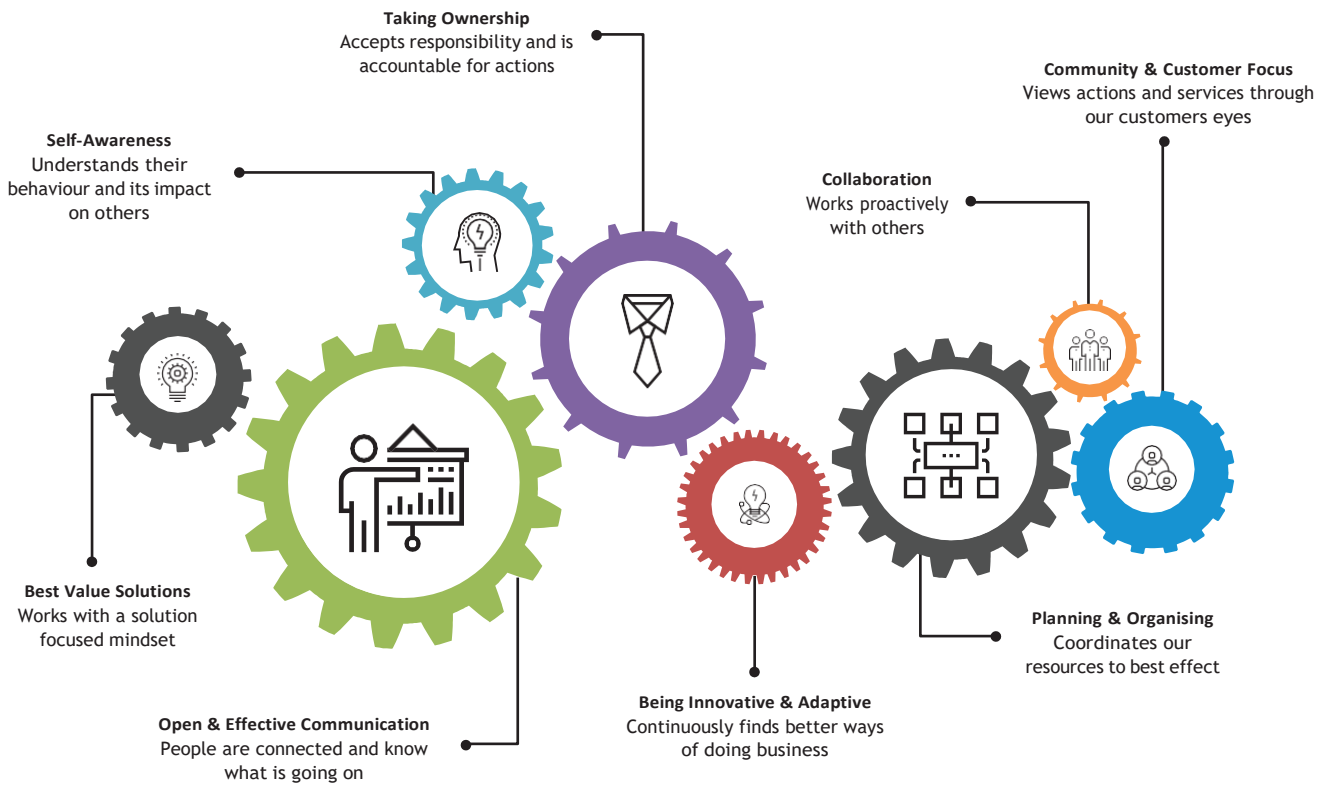 Taking Ownership
Accepts responsibility and is
accountable for actions
Community & Customer Focus
Views actions and services through
our customers eyes
Self-Awareness
Understands their
behaviour and its impact
on others
Collaboration
Works proactively
with others
Best Value Solutions
Works with a solution
focused mindset
Planning & Organising
Coordinates our
resources to best effect
Being Innovative & Adaptive
Continuously finds better ways
of doing business
Open & Effective Communication
People are connected and know
what is going on